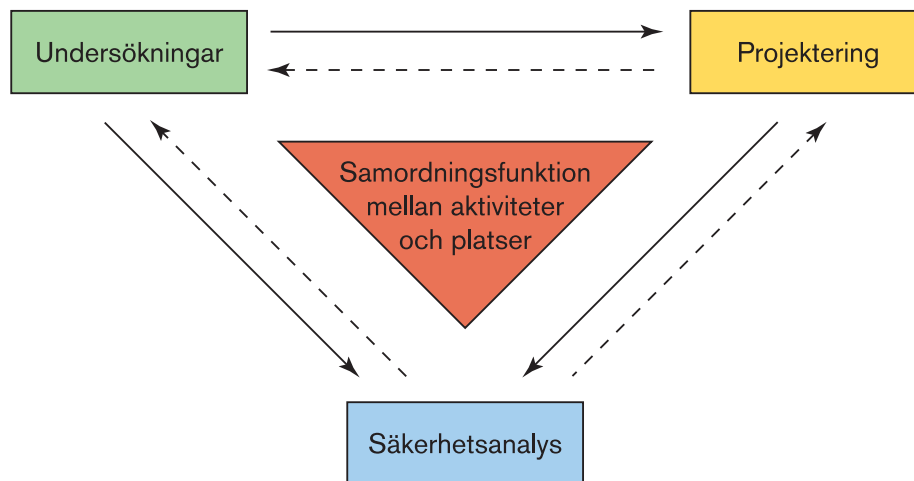 Undersökningar
Projektering
Samordningsfunktion
mellan aktiviteter
och platser
Säkerhetsanalys